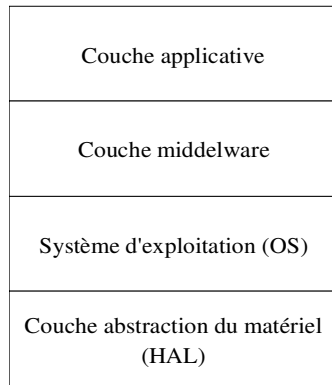 Couche applicative
Couche middelware
Système d'exploitation (OS)
Couche abstraction du matériel
(HAL)